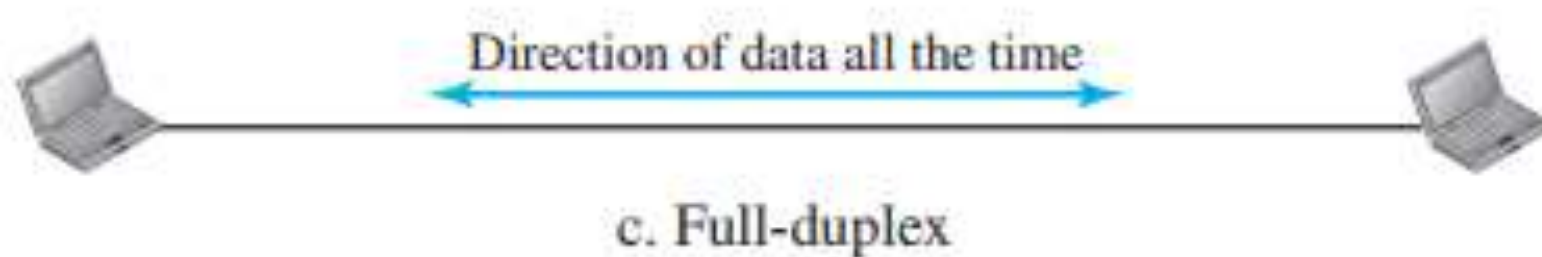 Direction of data all the time
c. Full-duplex